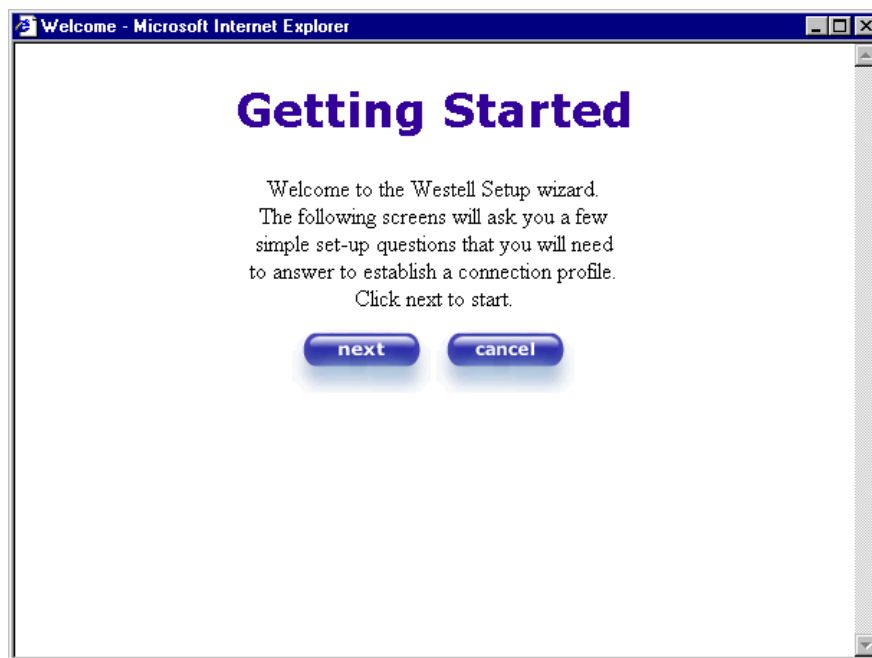 Welcome - Microsoft Internet Explorer
Getting Started
Welcome to the Westell Setup wizard.
The following screens will ask you a few
simple set-up questions that you will need
to answer to establish a connection profile.
Click next to start.
next cancel